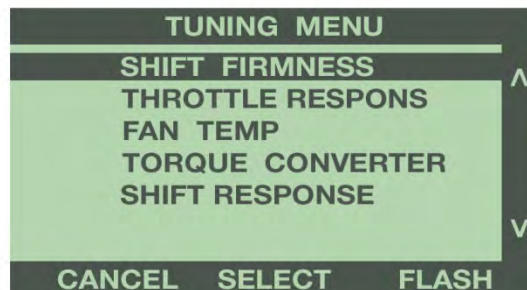 TUNING MENU
SHIFT FIRMNESS
THROTTLE RESPONS
FAN TEMP
TORQUE CONVERTER
SHIFT RESPONSE
CANCEL SELECT FLASH